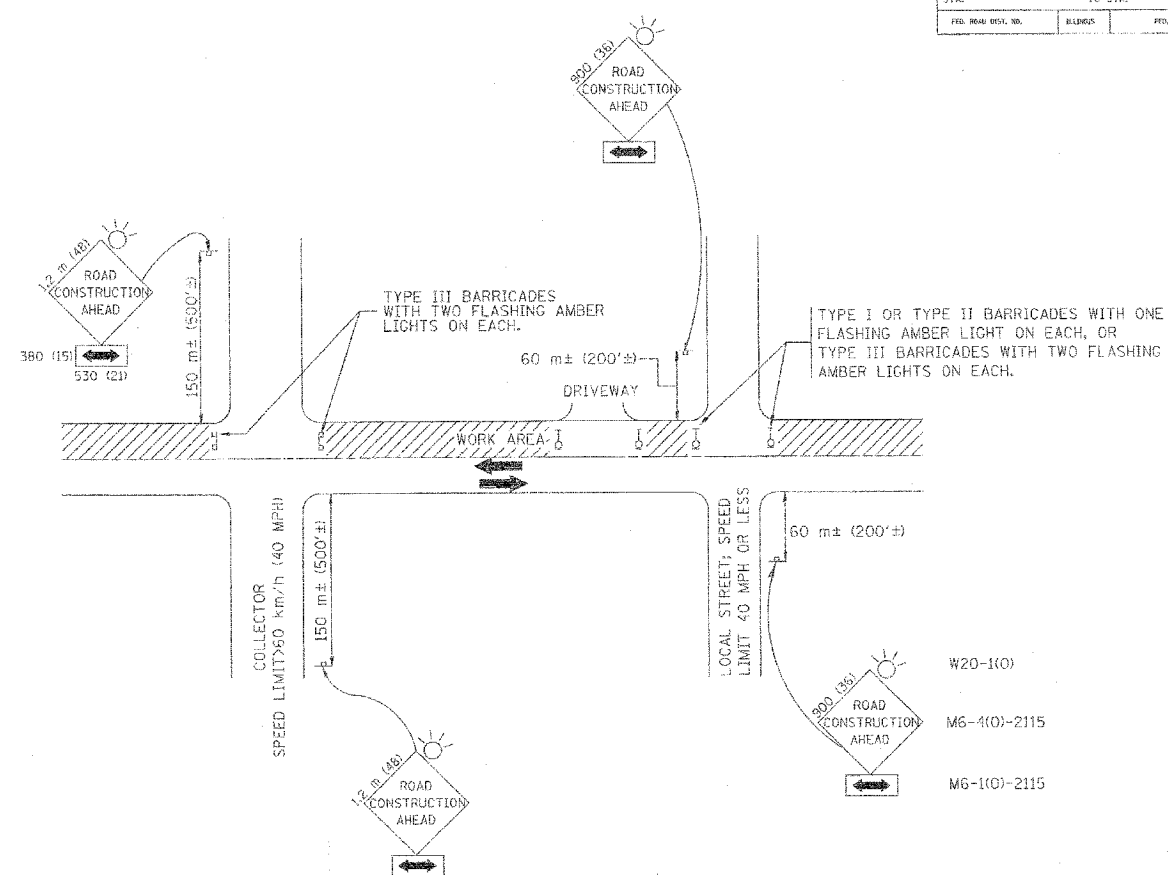 FED. ROAD DIST. NO.
ILLINOIS
FED.
900 (36)
ROAD
CONSTRUCTION
AHEAD
1.2 m (48)
ROAD
CONSTRUCTION
AHEAD
380 (15)
530 (21)
150 m± (500'±)
TYPE III BARRICADES
WITH TWO FLASHING AMBER
LIGHTS ON EACH.
60 m± (200'±)
DRIVEWAY
TYPE I OR TYPE II BARRICADES WITH ONE
FLASHING AMBER LIGHT ON EACH, OR
TYPE III BARRICADES WITH TWO FLASHING
AMBER LIGHTS ON EACH.
WORK AREA
COLLECTOR
SPEED LIMIT>60 km/h (40 MPH)
150 m± (500'±)
LOCAL STREET; SPEED
LIMIT 40 MPH OR LESS
60 m± (200'±)
1.2 m (48)
ROAD
CONSTRUCTION
AHEAD
900 (36)
ROAD
CONSTRUCTION
AHEAD
W20-1(O)
M6-4(O)-2115
M6-1(O)-2115